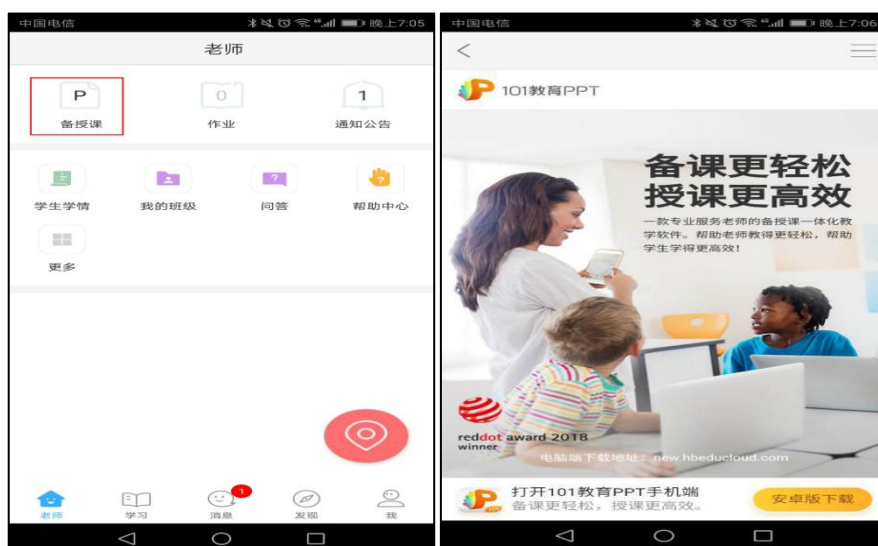 中国电信
46
晚上7:05
老师
P
备授课
0
作业
1
通知公告
学生学情
我的班级
?
问答
?
帮助中心
更多
1
老师
学习
消息
发现
我
中国电信
46
晚上7:06
101教育PPT
备课更轻松
授课更高效
一款专业服务老师的备授课一体化教
学软件。帮助老师教得更轻松，帮助
学生学得更高效！
reddot award 2018
winner
电脑端下载地址：new.hbeducloud.com
打开101教育PPT手机端
备课更轻松，授课更高效。
安卓版下载